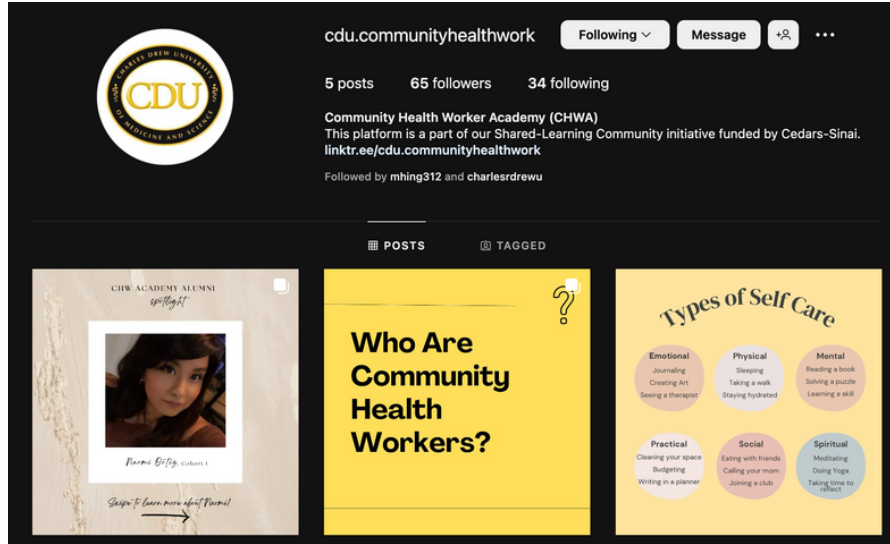 CHARLES DREW UNIVERSITY
CDU
OF MEDICINE AND SCIENCE
cdu.communityhealthwork
Following
Message
5 posts
65 followers
34 following
Community Health Worker Academy (CHWA)
This platform is a part of our Shared-Learning Community initiative funded by Cedars-Sinai.
linktr.ee/cdu.communityhealthwork
Followed by mhing312 and charlesrdrewu
POSTS
TAGGED
CHW ACADEMY ALUMNI
spotlight
Narmi Ortiz, Cohort 1
Swipe to learn more about Narmi!
?
Who Are
Community
Health
Workers?
Types of Self Care
Emotional
Journaling
Creating Art
Seeing a therapist
Physical
Sleeping
Taking a walk
Staying hydrated
Mental
Reading a book
Solving a puzzle
Learning a skill
Practical
Cleaning your space
Budgeting
Writing in a planner
Social
Eating with friends
Calling your mom
Joining a club
Spiritual
Meditating
Doing Yoga
Taking time to
reflect